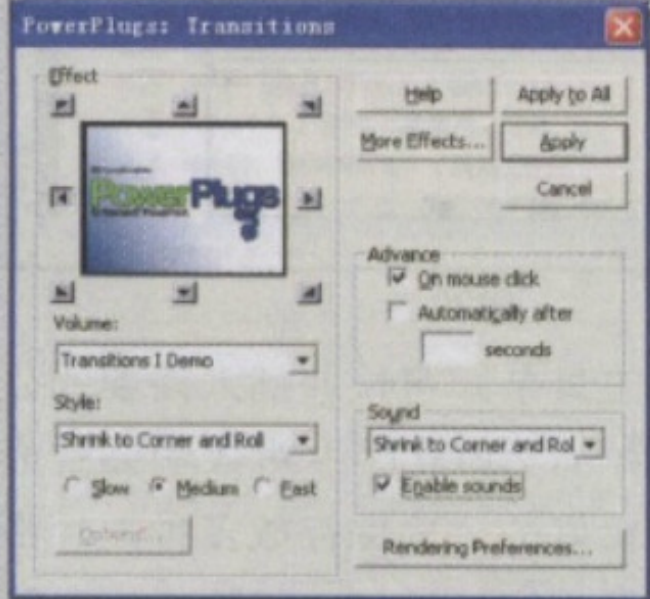 PowerPlugs: Transitions
Effect
PowerPlugs
Volume:
Transitions I Demo
Style:
Shrink to Corner and Roll
Slow Medium Fast
Options...
Help
Apply to All
More Effects...
Apply
Cancel
Advance
On mouse click
Automatically after
seconds
Sound
Shrink to Corner and Rol
Enable sounds
Rendering Preferences...